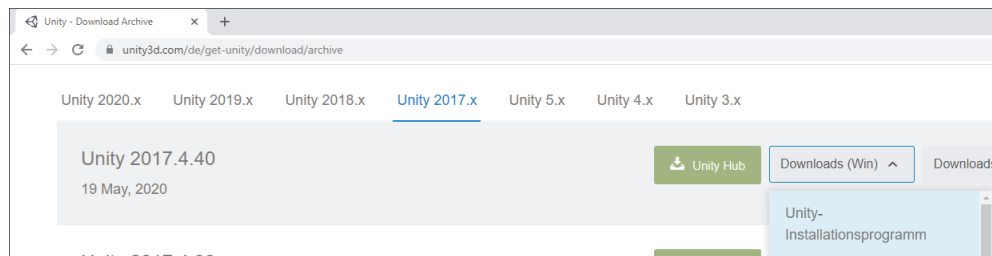 Unity - Download Archive
unity3d.com/de/get-unity/download/archive
Unity 2020.x Unity 2019.x Unity 2018.x Unity 2017.x Unity 5.x Unity 4.x Unity 3.x
Unity 2017.4.40
19 May, 2020
Unity Hub
Downloads (Win)
Downloads
Unity-
Installationsprogramm